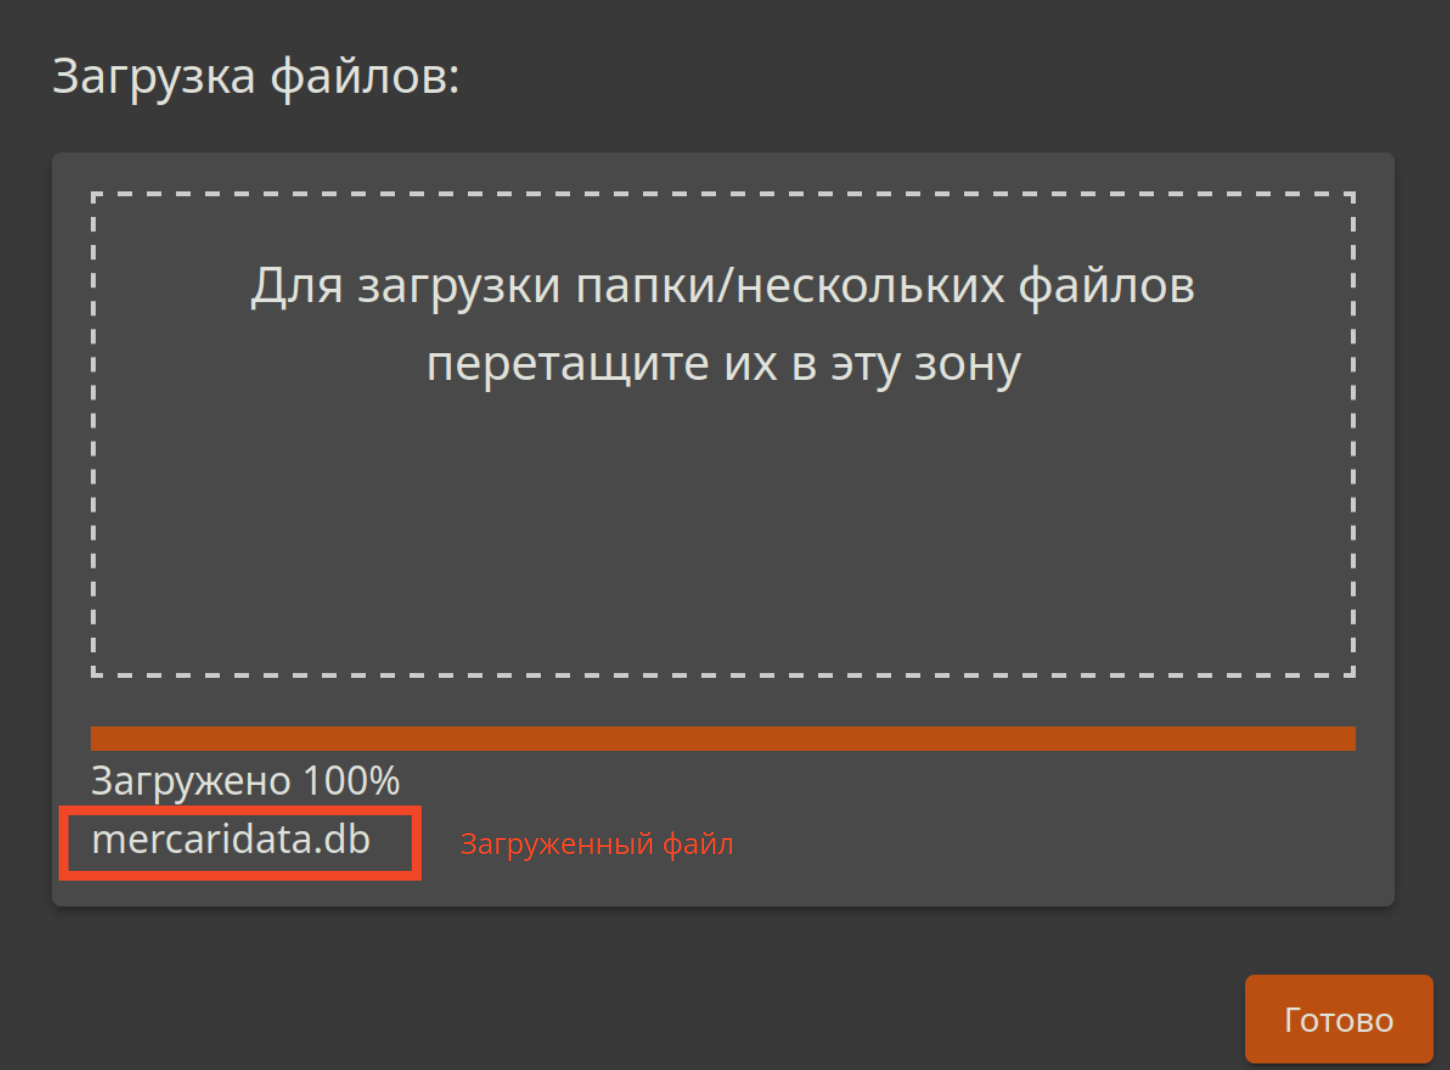 Загрузка файлов:
Для загрузки папки/нескольких файлов
перетащите их в эту зону
Загружено 100%
mercaridata.db
Загруженный файл
Готово